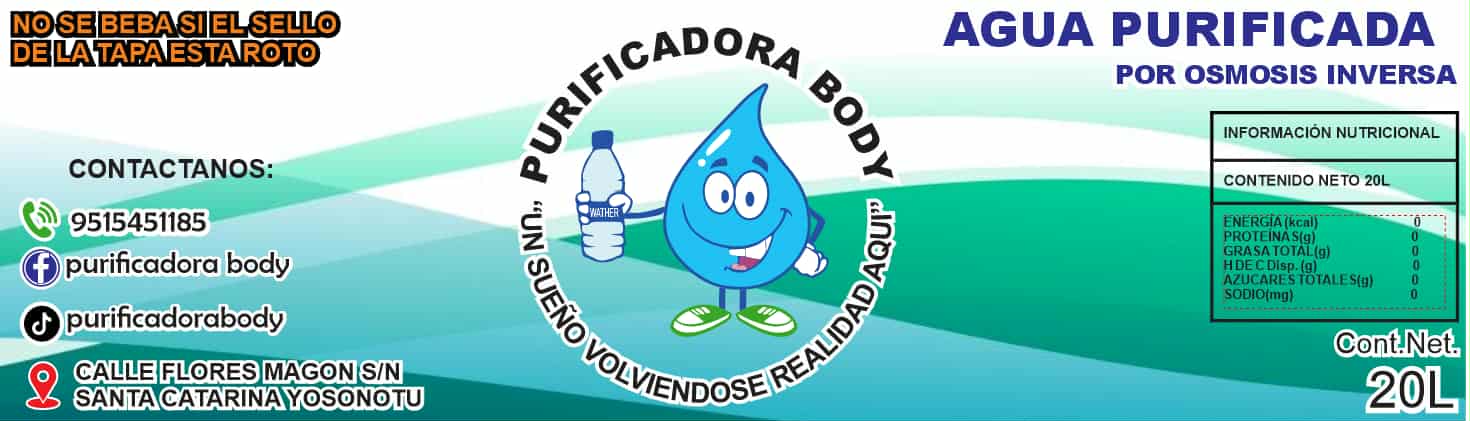 NO SE BEBA SI EL SELLO
DE LA TAPA ESTA ROTO
CONTACTANOS:
9515451185
purificadora body
purificadorabody
CALLE FLORES MAGON S/N
SANTA CATARINA YOSONOTU
PURIFICADORA BODY
WATHER
"UN SUEÑO VOLVIENDOSE REALIDAD AQUI"
AGUA PURIFICADA
POR OSMOSIS INVERSA
INFORMACIÓN NUTRICIONAL
CONTENIDO NETO 20L
ENERGÍA (kcal) 0
PROTEÍNAS(g) 0
GRASA TOTAL(g) 0
H DE C Disp. (g) 0
AZUCARES TOTALES(g) 0
SODIO(mg) 0
Cont.Net.
20L